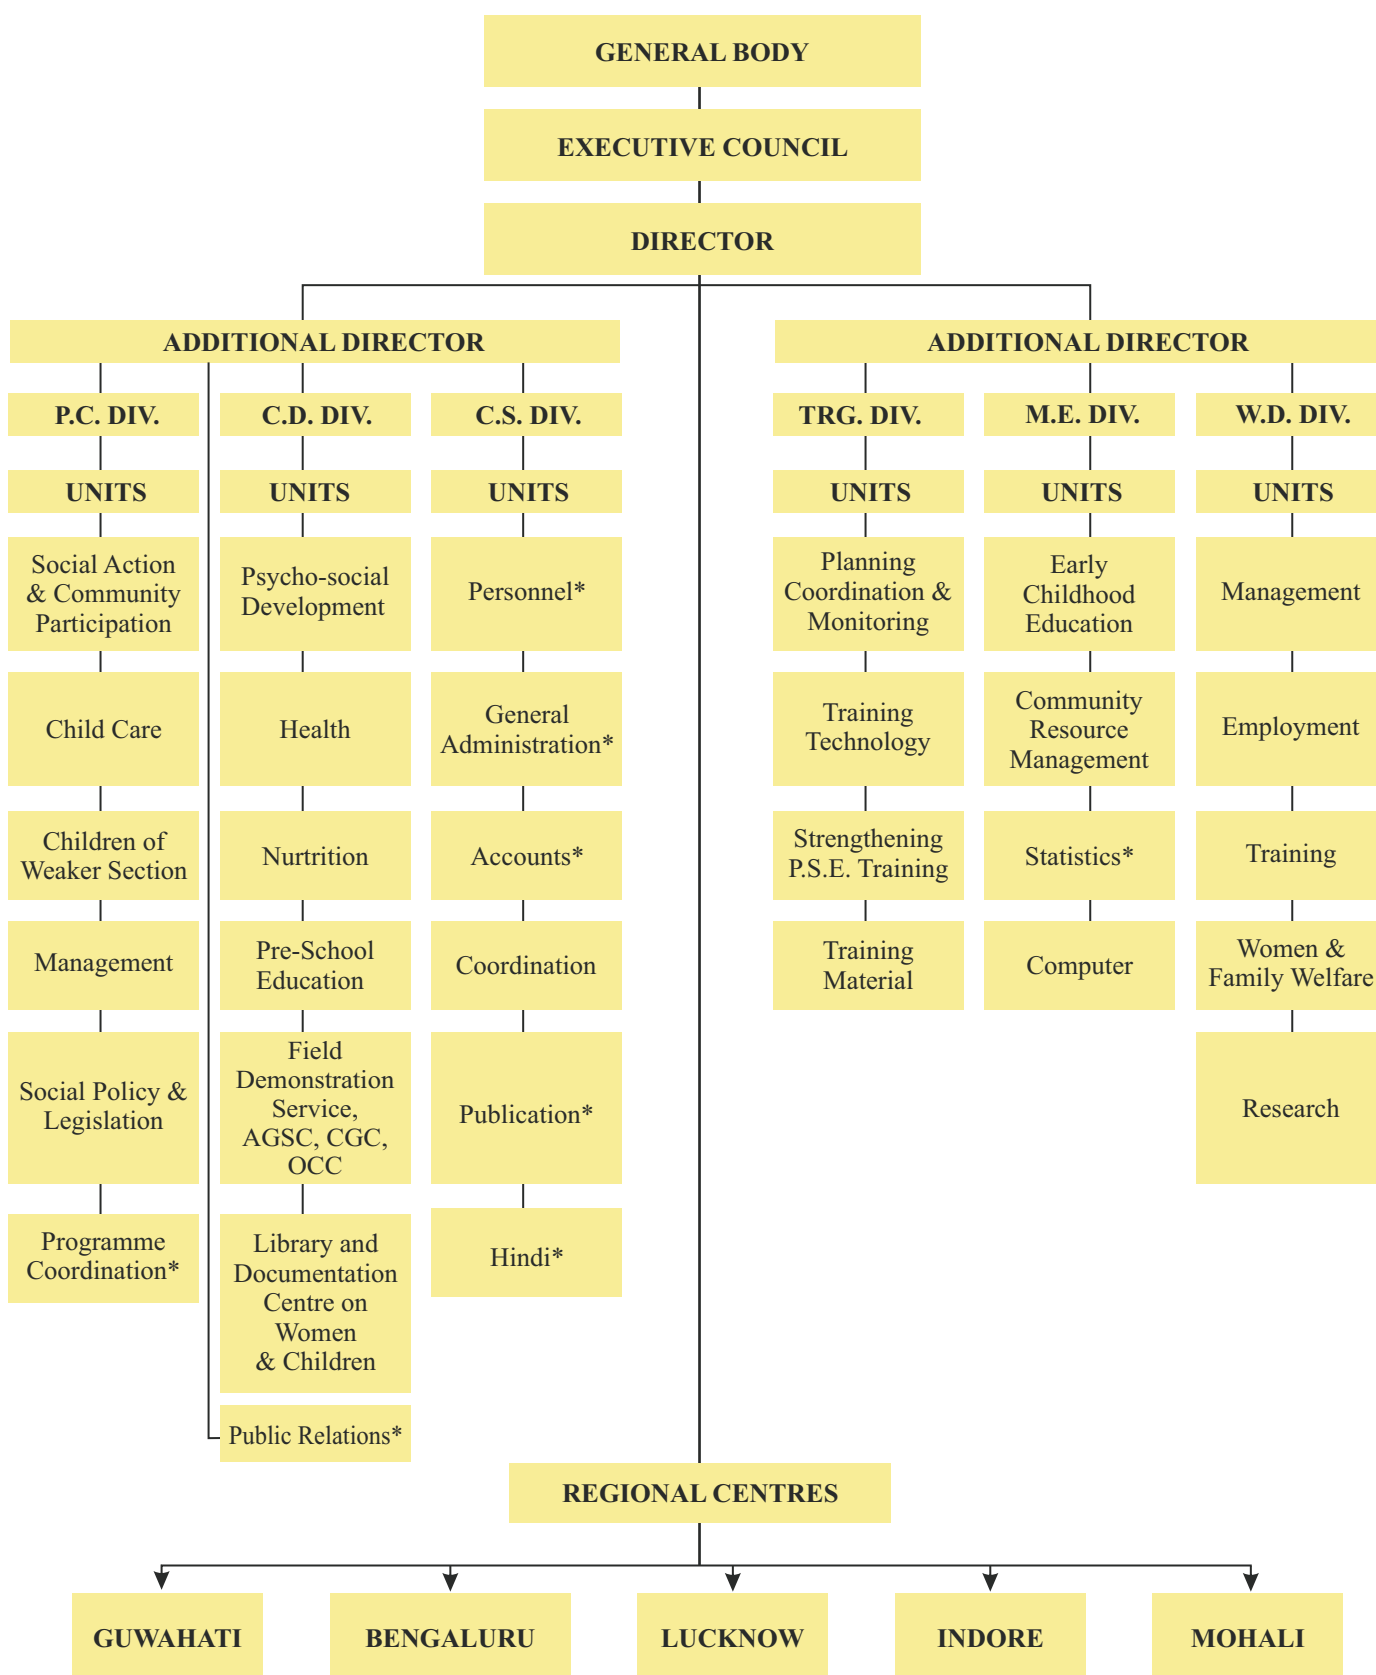 GENERAL BODY
EXECUTIVE COUNCIL
DIRECTOR
ADDITIONAL DIRECTOR
P.C. DIV.
UNITS
Social Action
& Community
Participation
Child Care
Children of
Weaker Section
Management
Social Policy &
Legislation
Programme
Coordination*
C.D. DIV.
UNITS
Psycho-social
Development
Health
Nurtrition
Pre-School
Education
Field
Demonstration
Service,
AGSC, CGC,
OCC
Library and
Documentation
Centre on
Women
& Children
Public Relations*
C.S. DIV.
UNITS
Personnel*
General
Administration*
Accounts*
Coordination
Publication*
Hindi*
ADDITIONAL DIRECTOR
TRG. DIV.
UNITS
Planning
Coordination &
Monitoring
Training
Technology
Strengthening
P.S.E. Training
Training
Material
M.E. DIV.
UNITS
Early
Childhood
Education
Community
Resource
Management
Statistics*
Computer
W.D. DIV.
UNITS
Management
Employment
Training
Women &
Family Welfare
Research
REGIONAL CENTRES
GUWAHATI
BENGALURU
LUCKNOW
INDORE
MOHALI